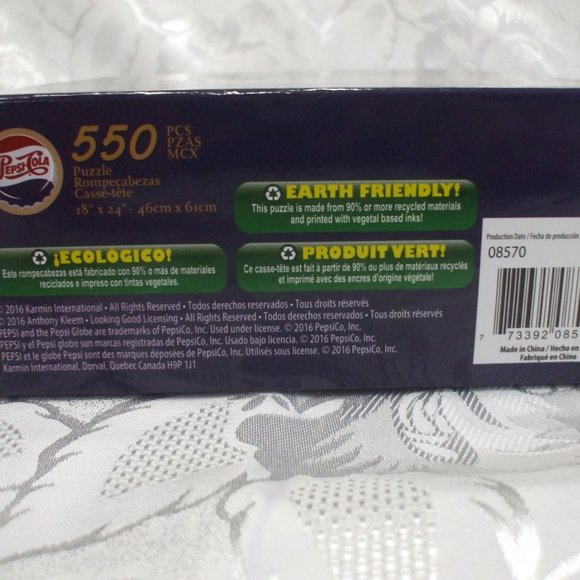 PEPSI-COLA
550 PCS
PZAS
MCX
Puzzle
Rompecabezas
Casse-tête
18" x 24" · 46cm x 61cm
EARTH FRIENDLY!
This puzzle is made from 90% or more recycled materials
and printed with vegetal based inks!
¡ECOLOGICO!
Este rompecabezas está fabricado con 90% o más de materiales
reciclados e impreso con tintas vegetales.
PRODUIT VERT!
Ce casse-tête est fait à partir de 90% ou plus de matériaux recyclés
et imprimé avec des encres d'origine végétale!
© 2016 Karmin International • All Rights Reserved • Todos derechos reservados • Tous droits réservés
© 2016 Anthony Kleem • Looking Good Licensing • All Rights Reserved • Todos derechos reservados • Tous droits réservés
PEPSI and the Pepsi Globe are trademarks of PepsiCo, Inc. Used under license. © 2016 PepsiCo, Inc.
PEPSI y el Pepsi globo son marcas registradas de PepsiCo, Inc. Usado bajo licencia. © 2016 PepsiCo, Inc.
PEPSI et le globe Pepsi sont des marques déposées de PepsiCo, Inc. Utilisés sous license. © 2016 PepsiCo, Inc.
Karmin International, Dorval, Quebec Canada H9P 1J1
Production Date / Fecha de producción
08570
7 73392 085
Made in China / Hecho en
Fabriqué en Chine